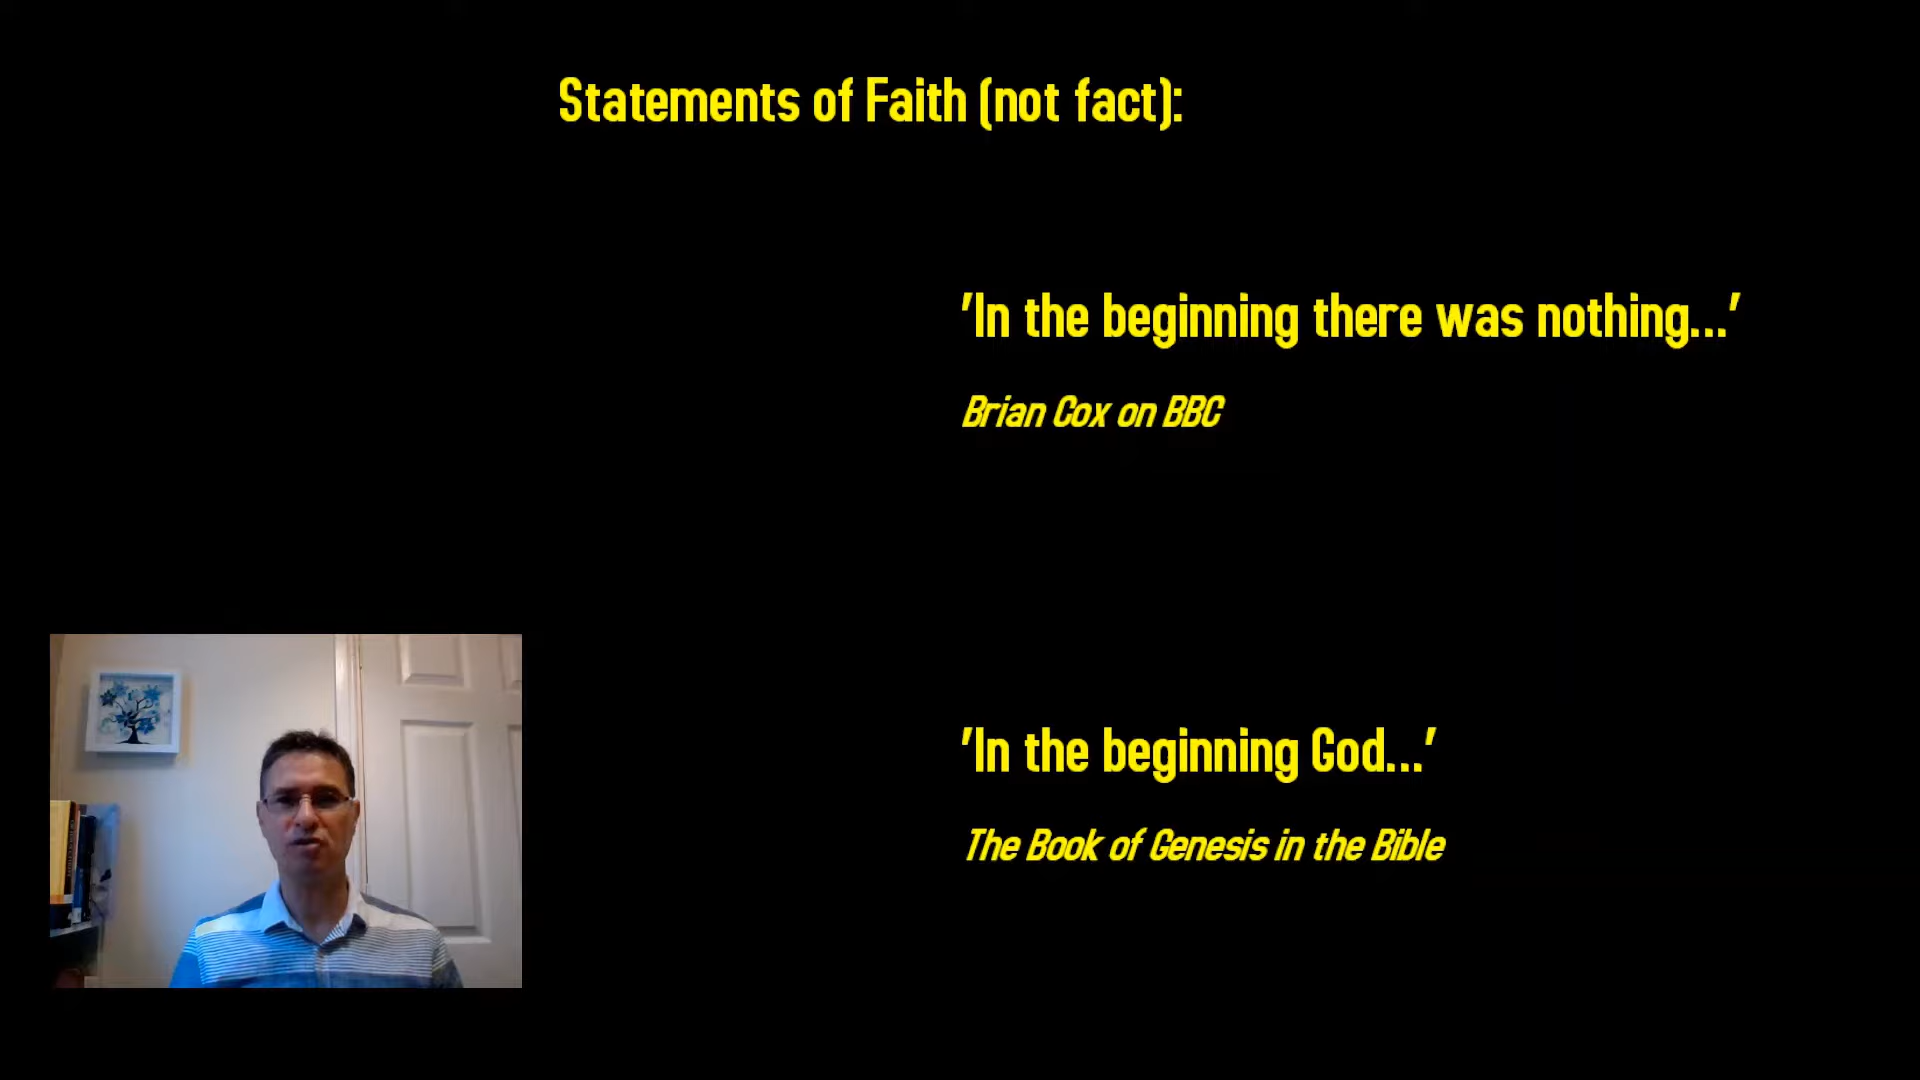 Statements of Faith (not fact):
'In the beginning there was nothing...'
Brian Cox on BBC
'In the beginning God...'
The Book of Genesis in the Bible